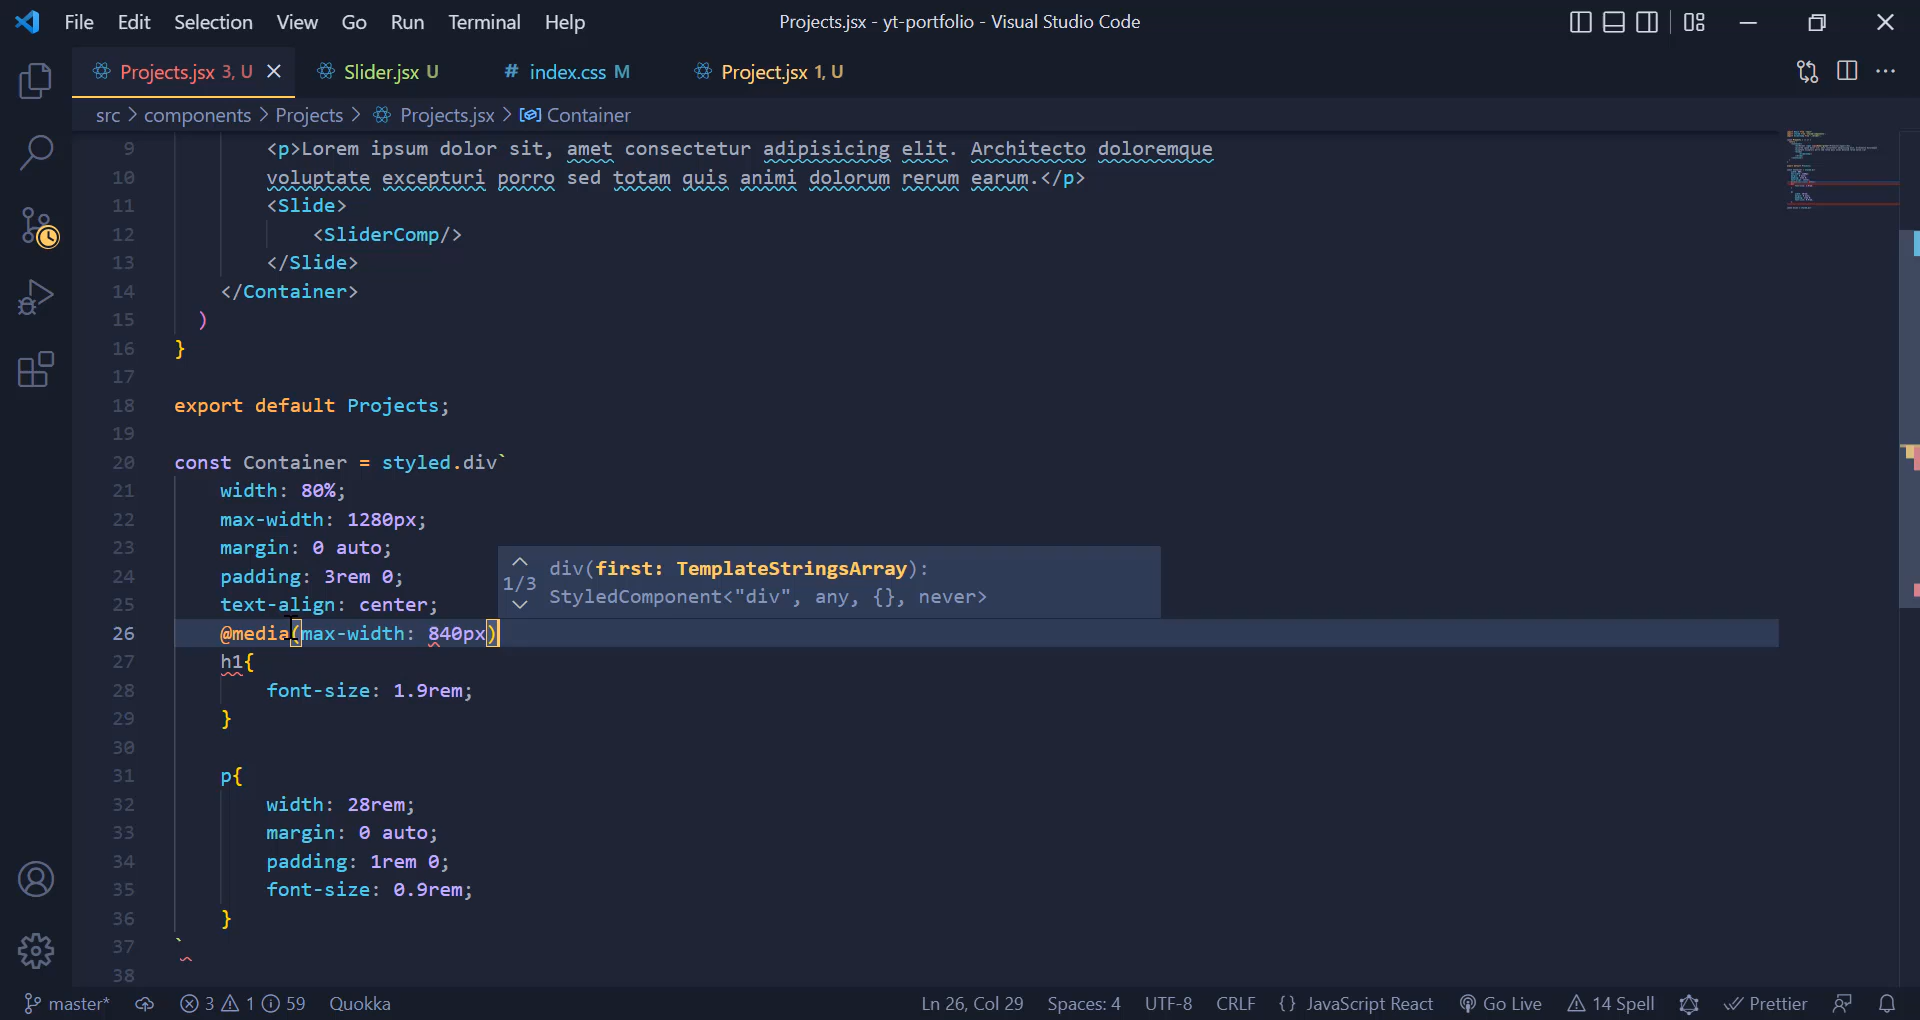 File Edit Selection View Go Run Terminal Help Projects.jsx - yt-portfolio - Visual Studio Code
Projects.jsx 3, U Slider.jsx U # index.css M Project.jsx 1, U
src > components > Projects > Projects.jsx > Container
9 <p>Lorem ipsum dolor sit, amet consectetur adipisicing elit. Architecto doloremque
10 voluptate excepturi porro sed totam quis animi dolorum rerum earum.</p>
11 <Slide>
12 <SliderComp/>
13 </Slide>
14 </Container>
15 )
16 }
17
18 export default Projects;
19
20 const Container = styled.div`
21 width: 80%;
22 max-width: 1280px;
23 margin: 0 auto;
24 padding: 3rem 0;
25 text-align: center;
26 @media(max-width: 840px)
27 h1{
28 font-size: 1.9rem;
29 }
30
31 p{
32 width: 28rem;
33 margin: 0 auto;
34 padding: 1rem 0;
35 font-size: 0.9rem;
36 }
37 `
38
1/3 div(first: TemplateStringsArray):
StyledComponent<"div", any, {}, never>
master* 3 1 59 Quokka Ln 26, Col 29 Spaces: 4 UTF-8 CRLF {} JavaScript React Go Live 14 Spell Prettier